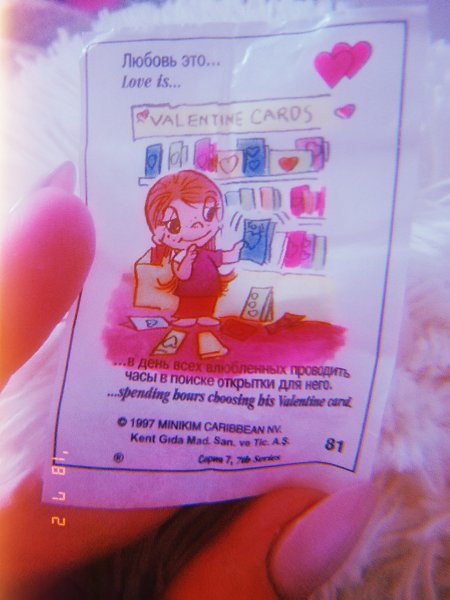 Любовь это...
Love is...
VALENTINE CARDS
...в день всех влюбленных проводить
часы в поиске открытки для него.
...spending hours choosing his Valentine card.
© 1997 MINIKIM CARIBBEAN NV.
Kent Gıda Mad. San. ve Tic. A.Ş.
81
® Серия 7, 7th Series